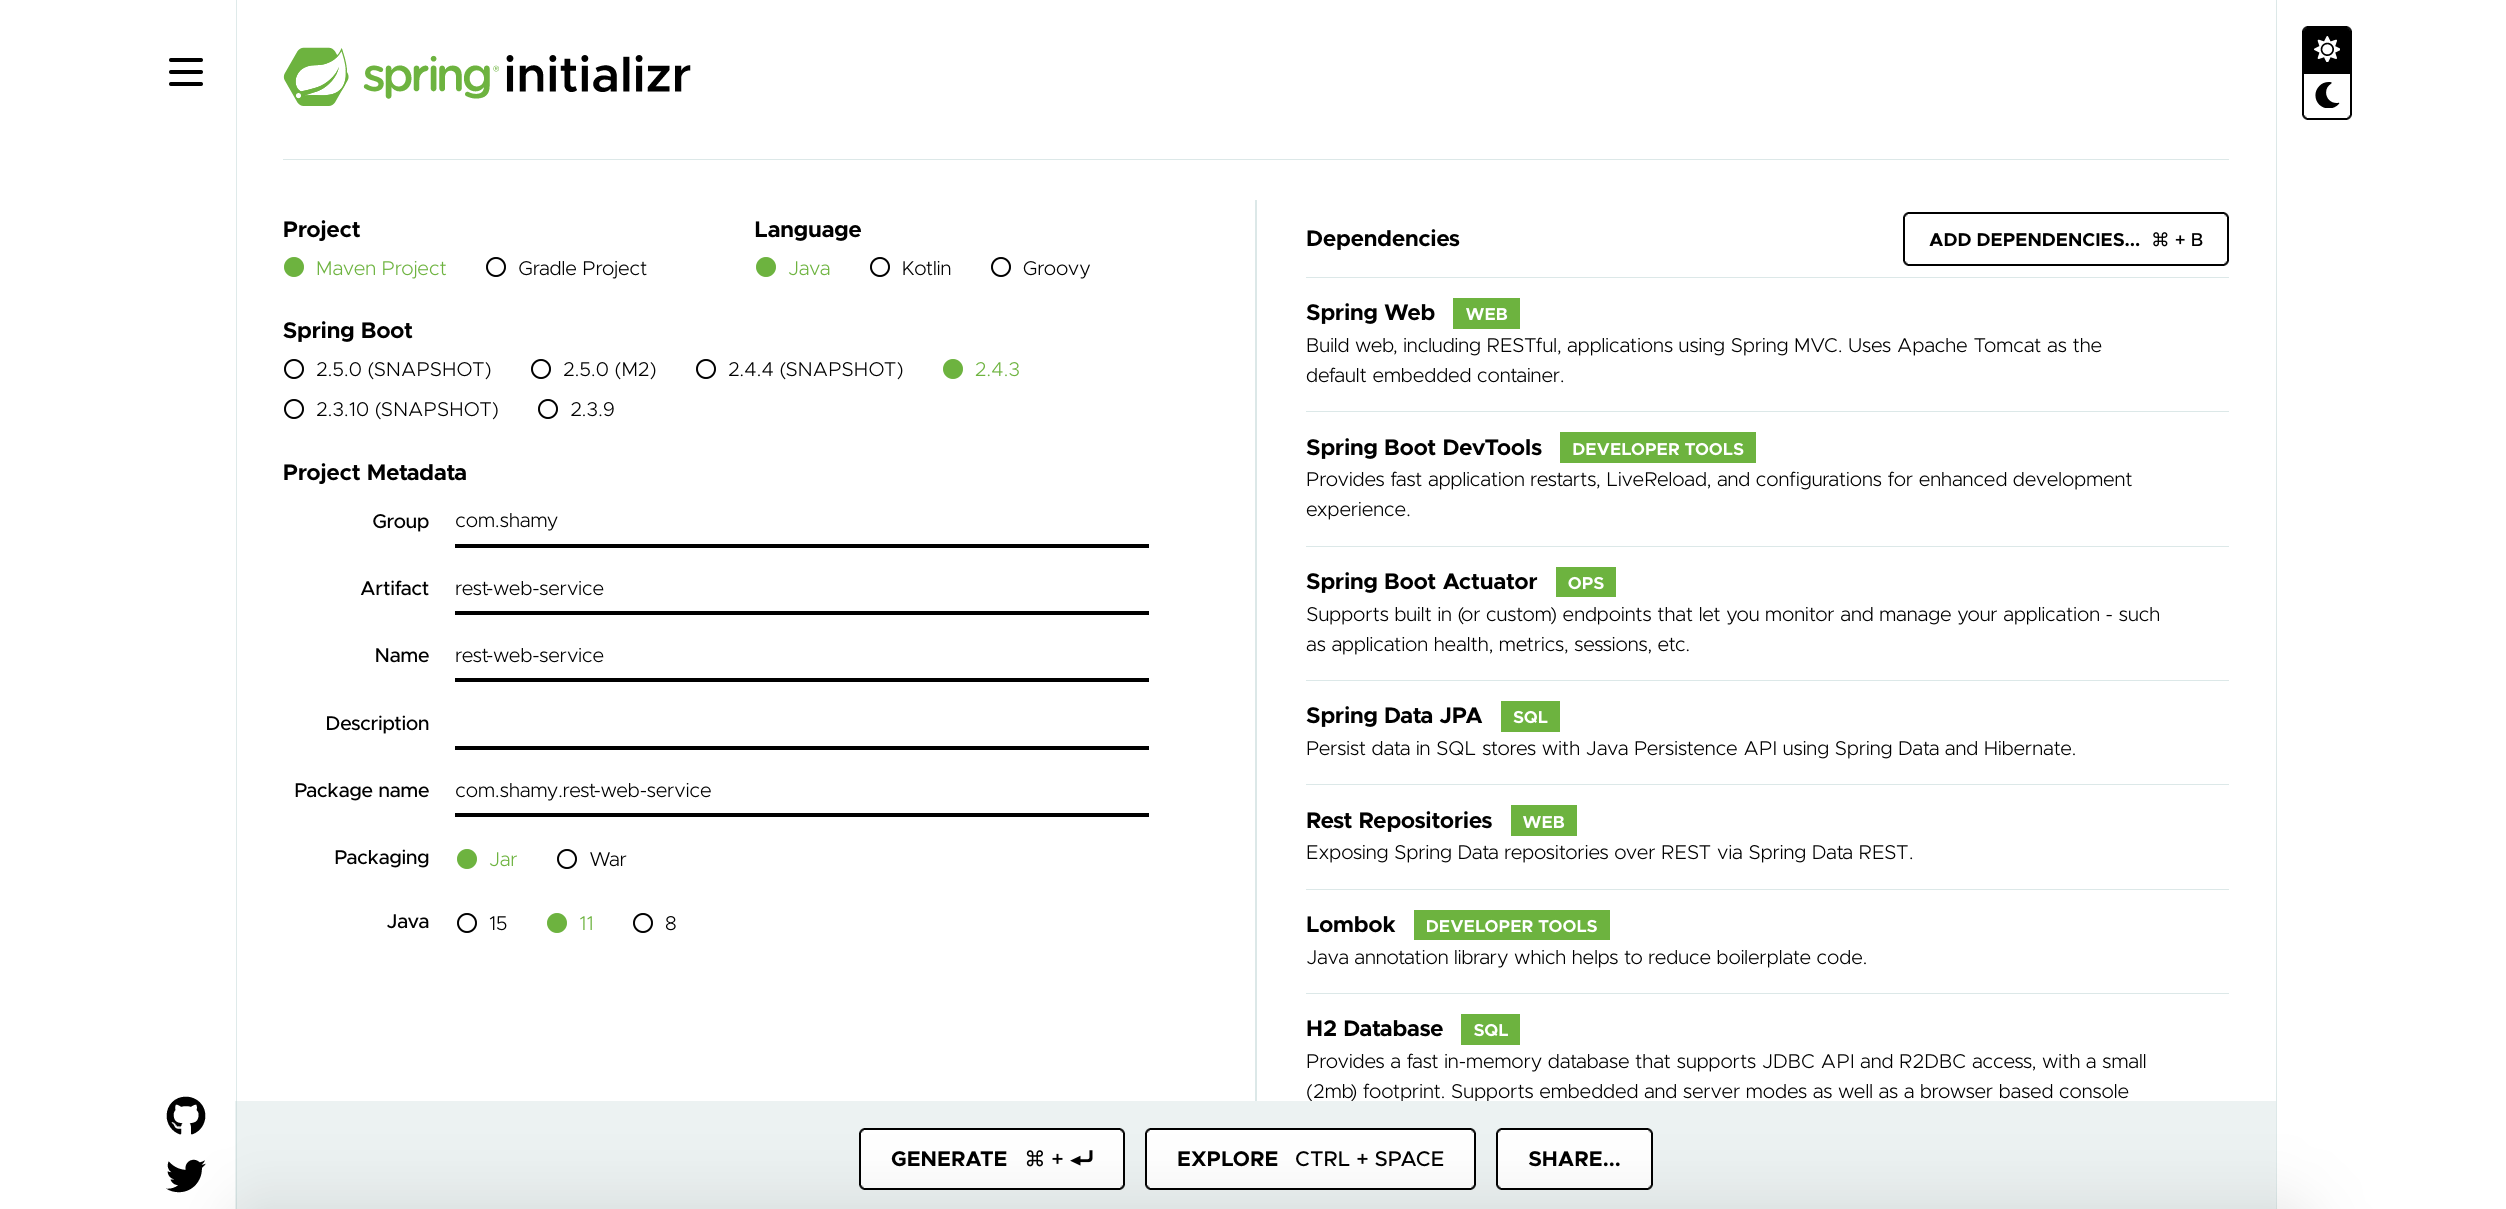 spring initializr
Project
Maven Project Gradle Project
Language
Java Kotlin Groovy
Spring Boot
2.5.0 (SNAPSHOT) 2.5.0 (M2) 2.4.4 (SNAPSHOT) 2.4.3
2.3.10 (SNAPSHOT) 2.3.9
Project Metadata
Group com.shamy
Artifact rest-web-service
Name rest-web-service
Description
Package name com.shamy.rest-web-service
Packaging Jar War
Java 15 11 8
Dependencies
ADD DEPENDENCIES... ⌘ + B
Spring Web WEB
Build web, including RESTful, applications using Spring MVC. Uses Apache Tomcat as the
default embedded container.
Spring Boot DevTools DEVELOPER TOOLS
Provides fast application restarts, LiveReload, and configurations for enhanced development
experience.
Spring Boot Actuator OPS
Supports built in (or custom) endpoints that let you monitor and manage your application - such
as application health, metrics, sessions, etc.
Spring Data JPA SQL
Persist data in SQL stores with Java Persistence API using Spring Data and Hibernate.
Rest Repositories WEB
Exposing Spring Data repositories over REST via Spring Data REST.
Lombok DEVELOPER TOOLS
Java annotation library which helps to reduce boilerplate code.
H2 Database SQL
Provides a fast in-memory database that supports JDBC API and R2DBC access, with a small
(2mb) footprint. Supports embedded and server modes as well as a browser based console
GENERATE ⌘ + ↵
EXPLORE CTRL + SPACE
SHARE...